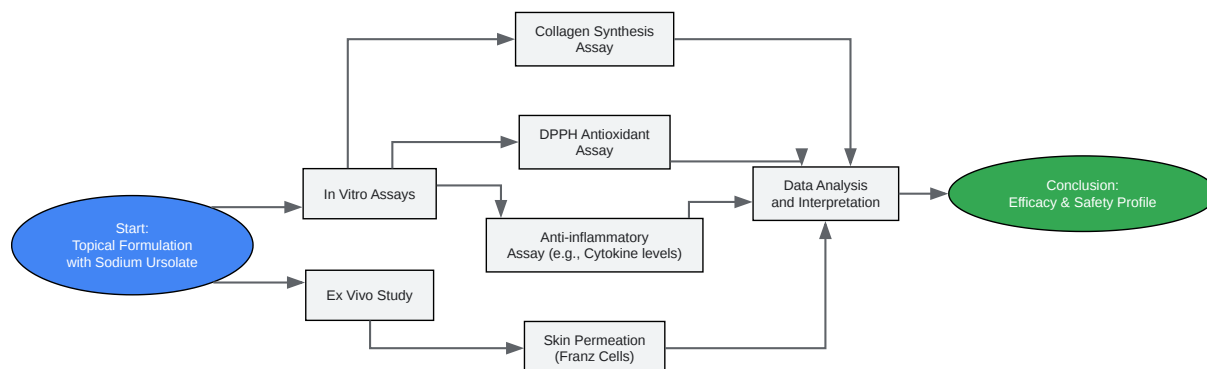 Start:
Topical Formulation
with Sodium Ursolate
In Vitro Assays
Ex Vivo Study
Collagen Synthesis
Assay
DPPH Antioxidant
Assay
Anti-inflammatory
Assay (e.g., Cytokine levels)
Skin Permeation
(Franz Cells)
Data Analysis
and Interpretation
Conclusion:
Efficacy & Safety Profile